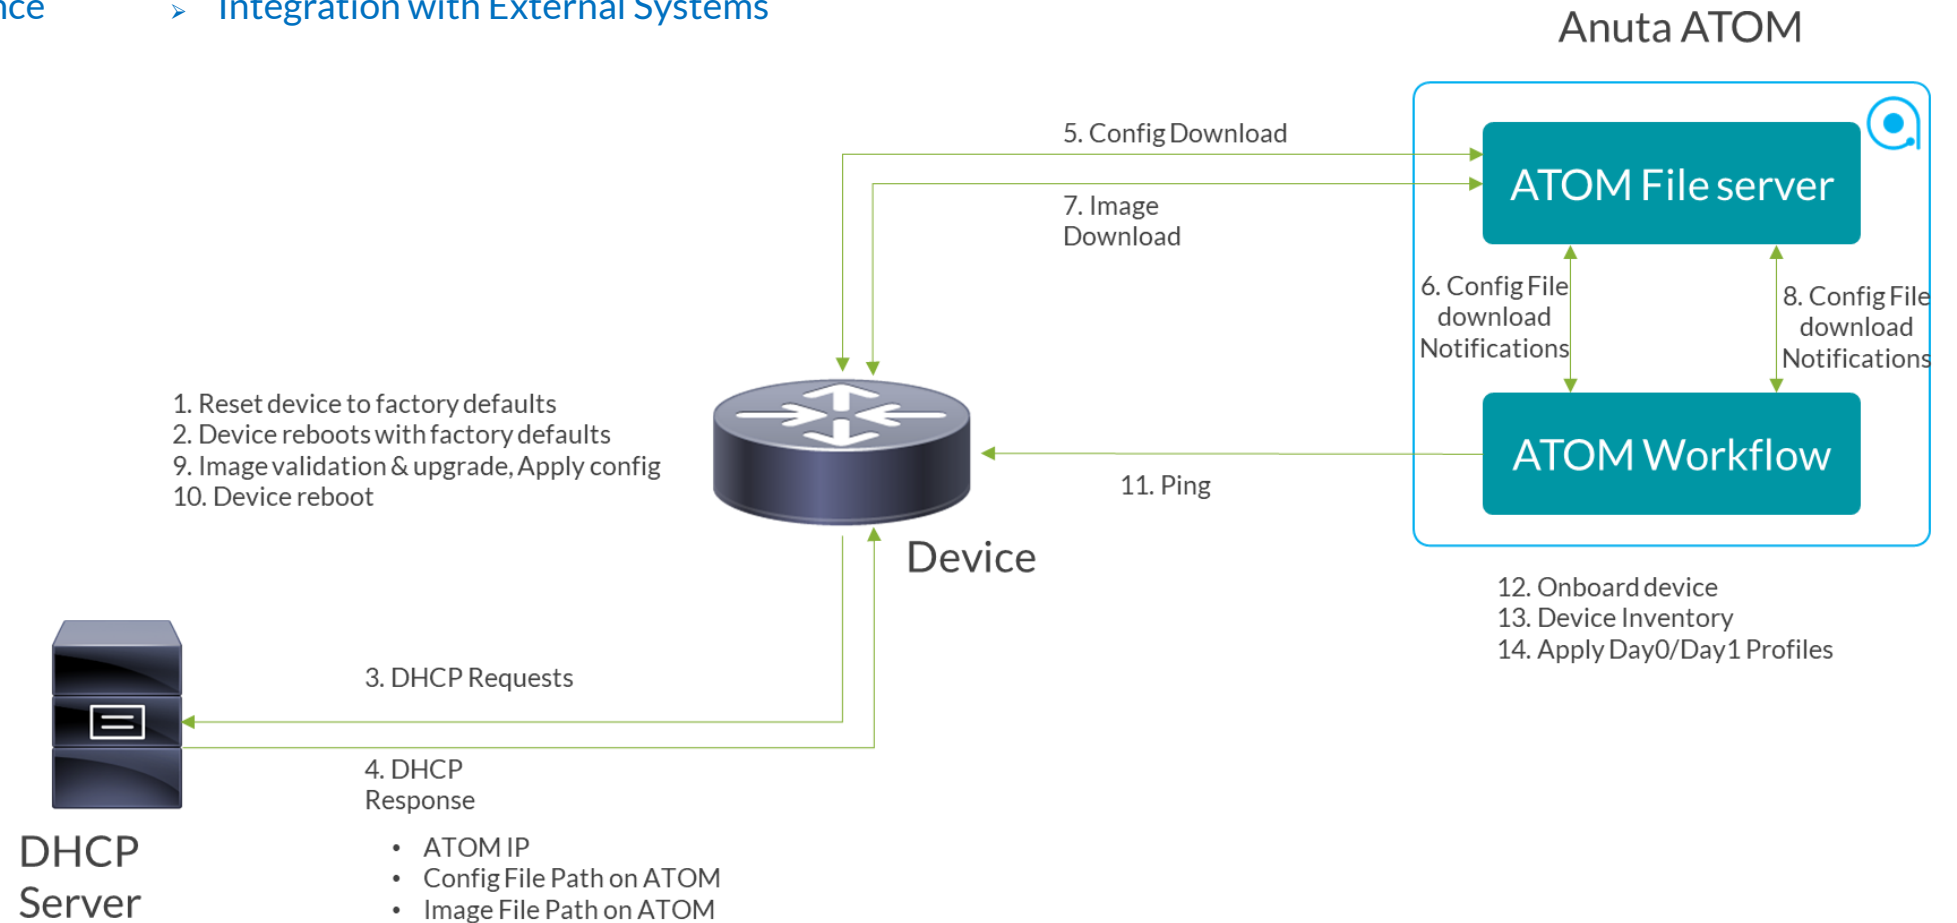 nce
➢ Integration with External Systems
Anuta ATOM
5. Config Download
ATOM File server
7. Image
Download
6. Config File
download
Notifications
8. Config File
download
Notifications
1. Reset device to factory defaults
2. Device reboots with factory defaults
9. Image validation & upgrade, Apply config
10. Device reboot
ATOM Workflow
11. Ping
Device
12. Onboard device
13. Device Inventory
14. Apply Day0/Day1 Profiles
3. DHCP Requests
4. DHCP
Response
• ATOM IP
• Config File Path on ATOM
• Image File Path on ATOM
DHCP
Server